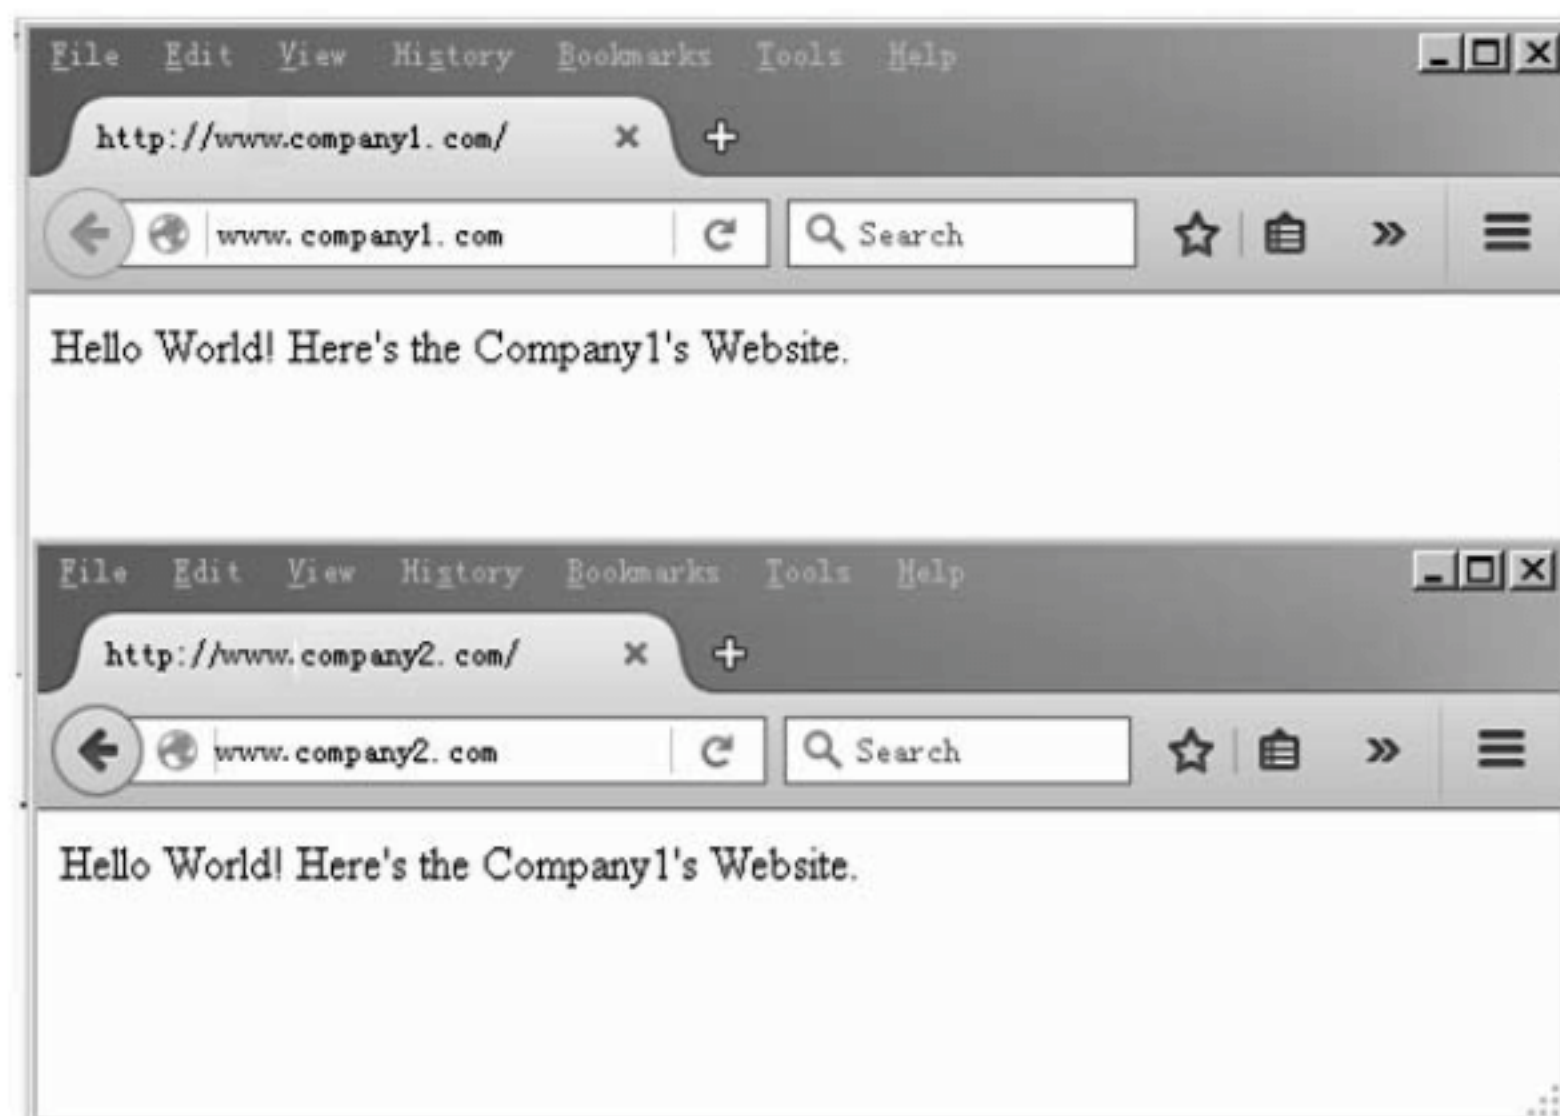 File Edit View History Bookmarks Tools Help
http://www.company1.com/
www.company1.com Search
Hello World! Here's the Company1's Website.
File Edit View History Bookmarks Tools Help
http://www.company2.com/
www.company2.com Search
Hello World! Here's the Company1's Website.